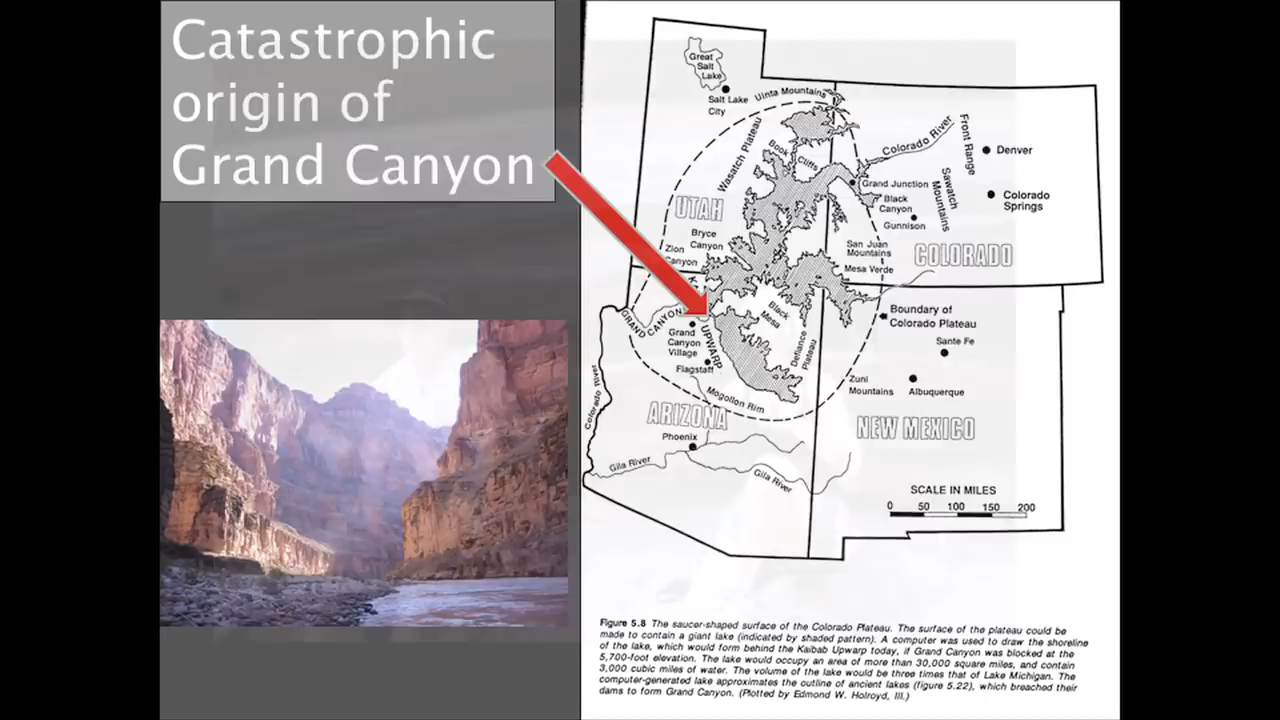 Catastrophic
origin of
Grand Canyon
Great
Salt
Lake
Salt Lake
City
Uinta Mountains
Wasatch Plateau
Book Cliffs
Colorado River
Front Range
Denver
Grand Junction
Black
Canyon
Gunnison
Sawatch
Mountains
Colorado
Springs
UTAH
Bryce
Canyon
Zion
Canyon
San Juan
Mountains
Mesa Verde
COLORADO
GRAND CANYON
Grand
Canyon
Village
UPWARP
Black
Mesa
Defiance
Plateau
Boundary of
Colorado Plateau
Sante Fe
Flagstaff
Mogollon Rim
Zuni
Mountains
Albuquerque
Colorado River
ARIZONA
NEW MEXICO
Phoenix
Gila River
Gila River
SCALE IN MILES
0 50 100 150 200
Figure 5.8 The saucer-shaped surface of the Colorado Plateau. The surface of the plateau could be
made to contain a giant lake (indicated by shaded pattern). A computer was used to draw the shoreline
of the lake, which would form behind the Kaibab Upwarp today, if Grand Canyon was blocked at the
5,700-foot elevation. The lake would occupy an area of more than 30,000 square miles, and contain
3,000 cubic miles of water. The volume of the lake would be three times that of Lake Michigan. The
computer-generated lake approximates the outline of ancient lakes (figure 5.22), which breached their
dams to form Grand Canyon. (Plotted by Edmond W. Holroyd, III.)